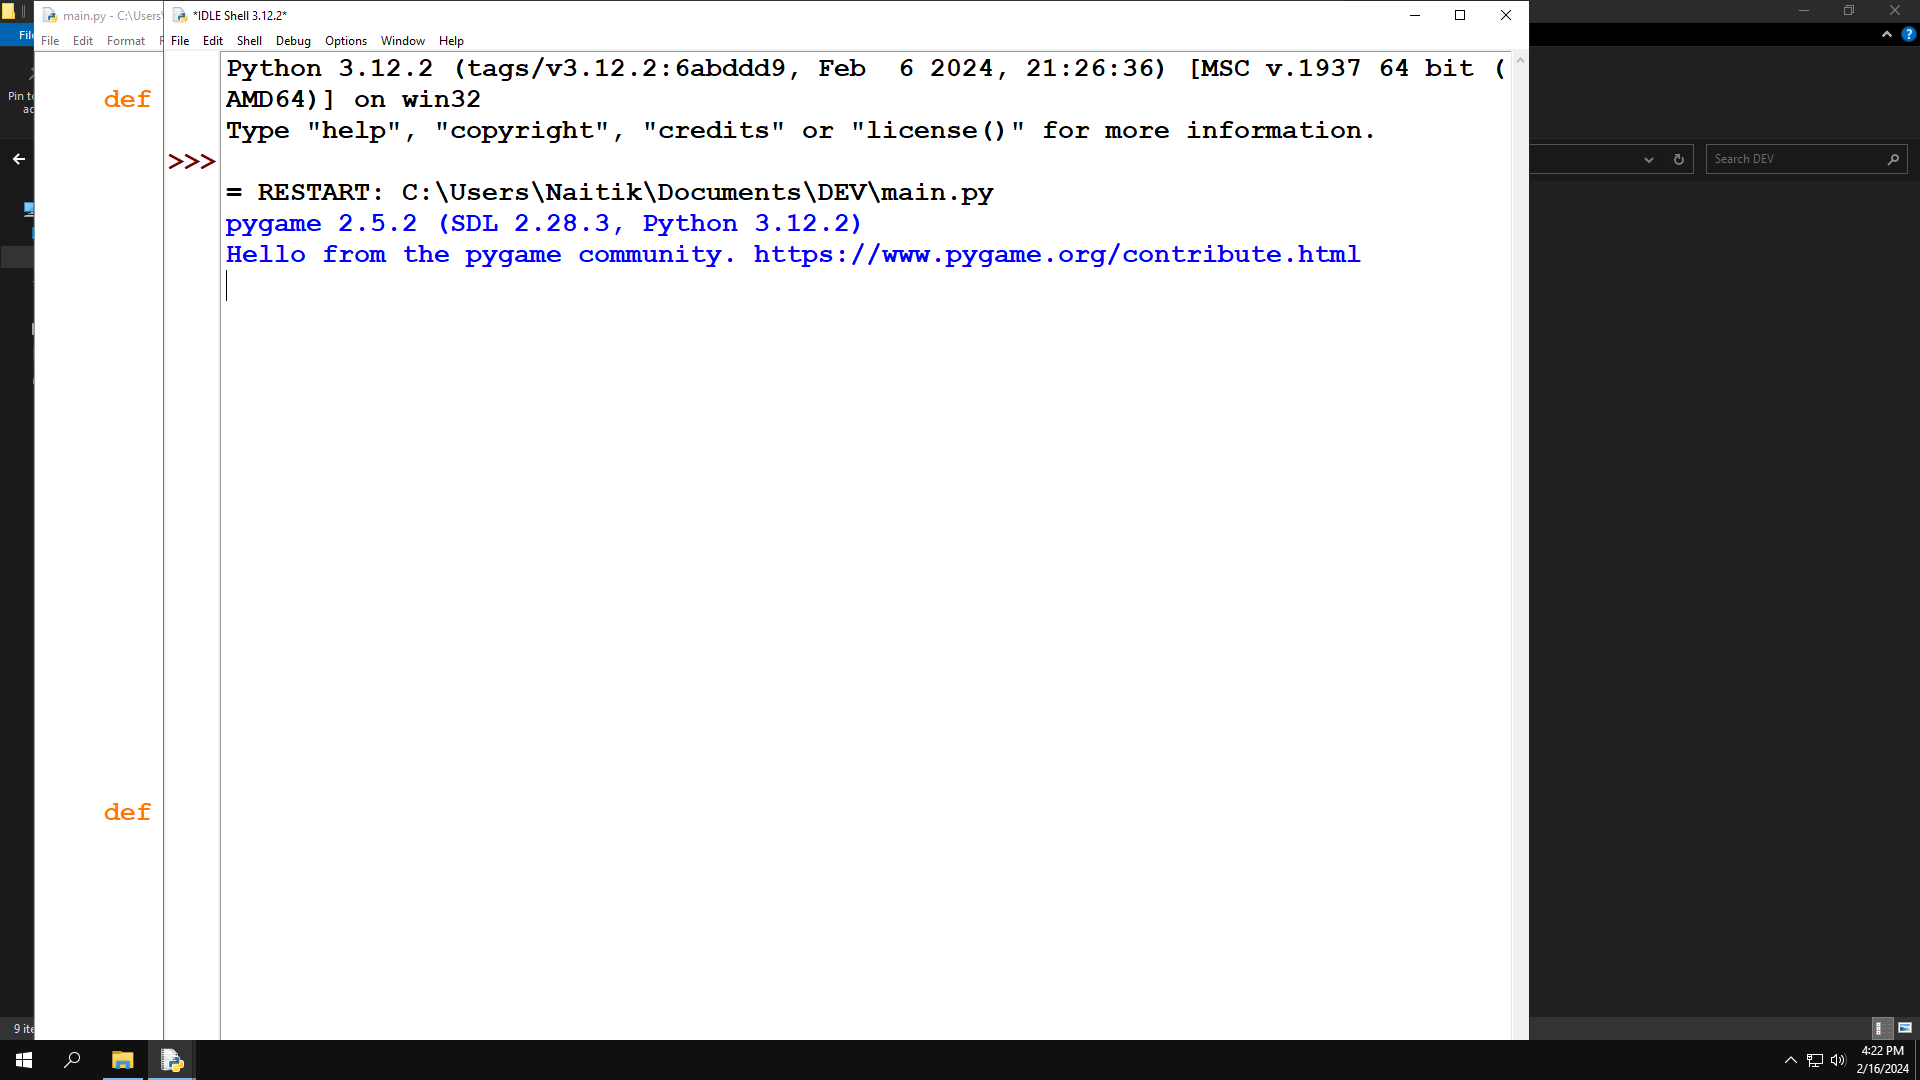 main.py - C:\Users\
*IDLE Shell 3.12.2*
File Edit Format
File Edit Shell Debug Options Window Help
Python 3.12.2 (tags/v3.12.2:6abddd9, Feb  6 2024, 21:26:36) [MSC v.1937 64 bit (
AMD64)] on win32
Type "help", "copyright", "credits" or "license()" for more information.
>>>
= RESTART: C:\Users\Naitik\Documents\DEV\main.py
pygame 2.5.2 (SDL 2.28.3, Python 3.12.2)
Hello from the pygame community. https://www.pygame.org/contribute.html
def
def
Pin to
Search DEV
9 ite
4:22 PM
2/16/2024